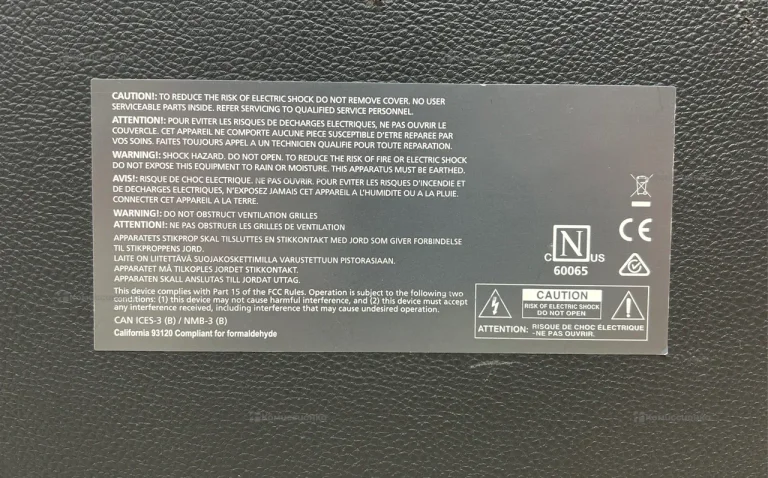 CAUTION!: TO REDUCE THE RISK OF ELECTRIC SHOCK DO NOT REMOVE COVER. NO USER
SERVICEABLE PARTS INSIDE. REFER SERVICING TO QUALIFIED SERVICE PERSONNEL.
ATTENTION!: POUR EVITER LES RISQUES DE DECHARGES ELECTRIQUES, NE PAS OUVRIR LE
COUVERCLE. CET APPAREIL NE COMPORTE AUCUNE PIECE SUSCEPTIBLE D'ETRE REPAREE PAR
VOS SOINS. FAITES TOUJOURS APPEL A UN TECHNICIEN QUALIFIE POUR TOUTE REPARATION.
WARNING!: SHOCK HAZARD. DO NOT OPEN. TO REDUCE THE RISK OF FIRE OR ELECTRIC SHOCK
DO NOT EXPOSE THIS EQUIPMENT TO RAIN OR MOISTURE. THIS APPARATUS MUST BE EARTHED.
AVIS!: RISQUE DE CHOC ELECTRIQUE. NE PAS OUVRIR. POUR EVITER LES RISQUES D'INCENDIE ET
DE DECHARGES ELECTRIQUES, N'EXPOSEZ JAMAIS CET APPAREIL A L'HUMIDITE OU A LA PLUIE.
CONNECTER CET APPAREIL A LA TERRE.
WARNING!: DO NOT OBSTRUCT VENTILATION GRILLES
ATTENTION!: NE PAS OBSTRUER LES GRILLES DE VENTILATION
APPARATETS STIKPROP SKAL TILSLUTTES EN STIKKONTAKT MED JORD SOM GIVER FORBINDELSE
TIL STIKPROPPENS JORD.
LAITE ON LIITETTÄVÄ SUOJAKOSKETTIMILLA VARUSTETTUUN PISTORASIAAN.
APPARATET MÅ TILKOPLES JORDET STIKKONTAKT.
APPARATEN SKALL ANSLUTAS TILL JORDAT UTTAG.
This device complies with Part 15 of the FCC Rules. Operation is subject to the following two
conditions: (1) this device may not cause harmful interference, and (2) this device must accept
any interference received, including interference that may cause undesired operation.
CAN ICES-3 (B) / NMB-3 (B)
California 93120 Compliant for formaldehyde
CE
C N US
60065
CAUTION
RISK OF ELECTRIC SHOCK
DO NOT OPEN
ATTENTION: RISQUE DE CHOC ÉLECTRIQUE
-NE PAS OUVRIR.